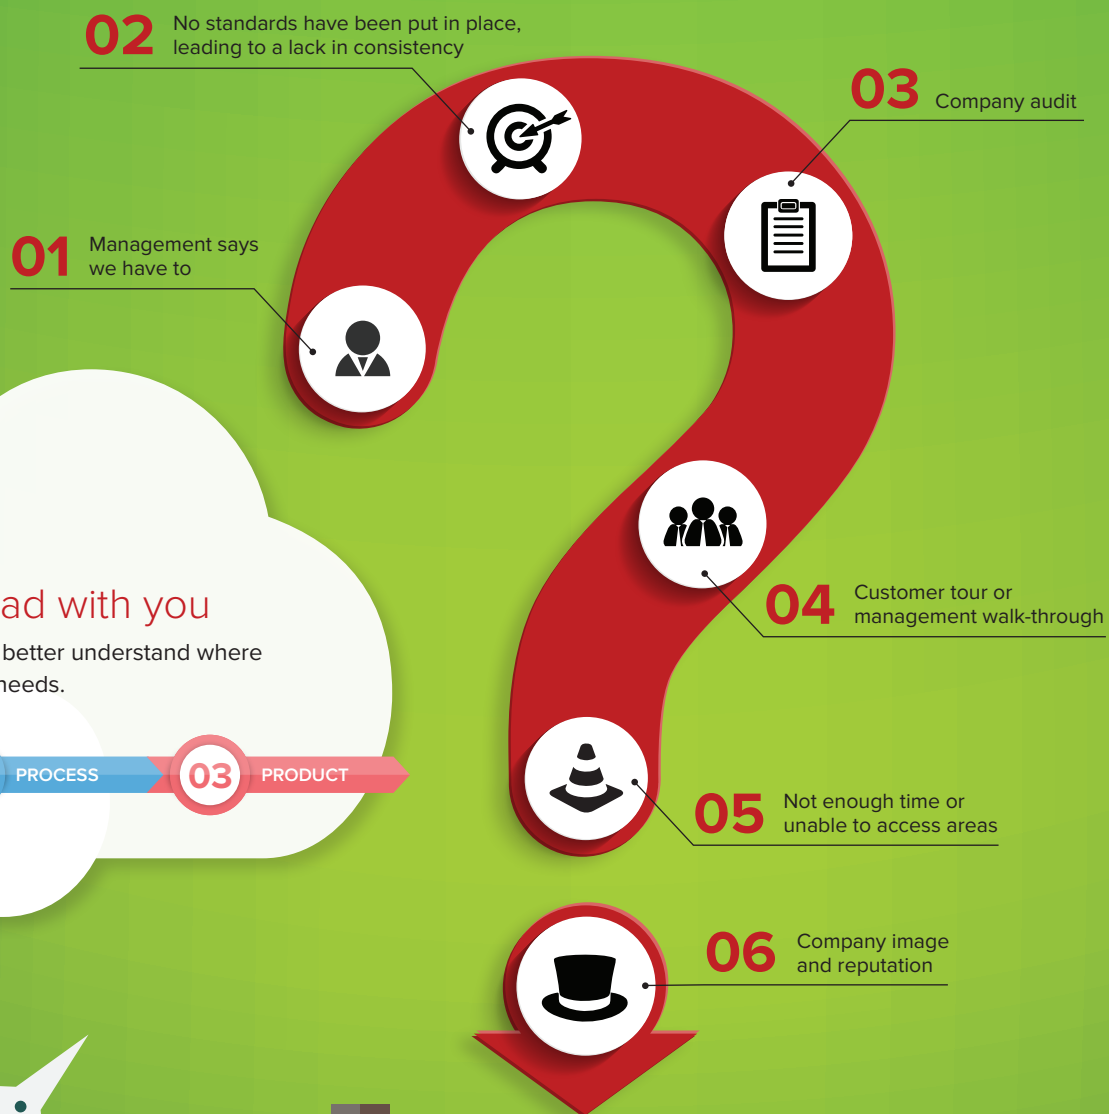 02
No standards have been put in place,
leading to a lack in consistency
03
Company audit
01
Management says
we have to
ad with you
better understand where
needs.
PROCESS
03
PRODUCT
04
Customer tour or
management walk-through
05
Not enough time or
unable to access areas
06
Company image
and reputation